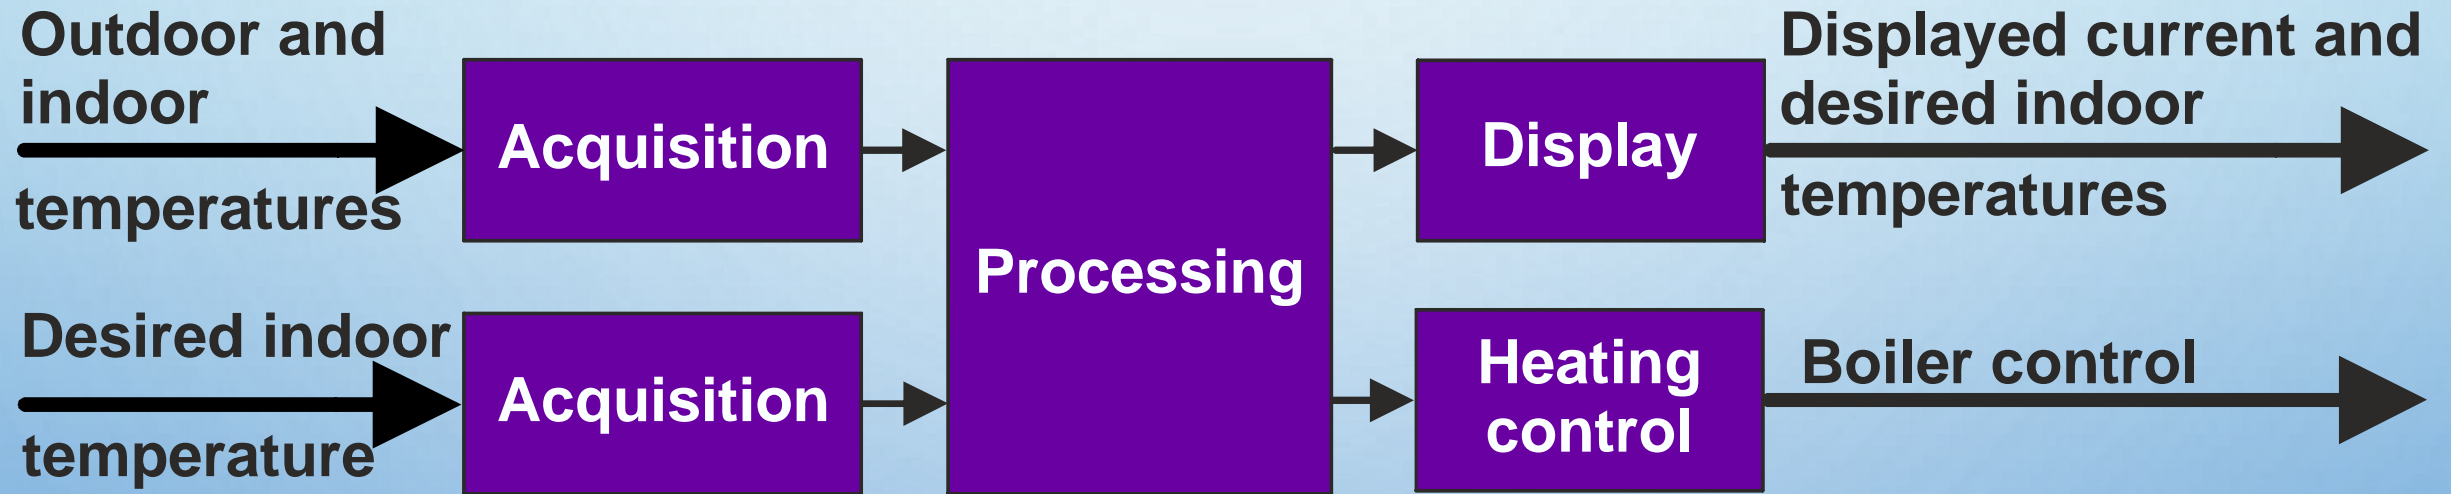 Outdoor and
indoor
temperatures
Acquisition
Processing
Display
Displayed current and
desired indoor
temperatures
Desired indoor
temperature
Acquisition
Heating
control
Boiler control